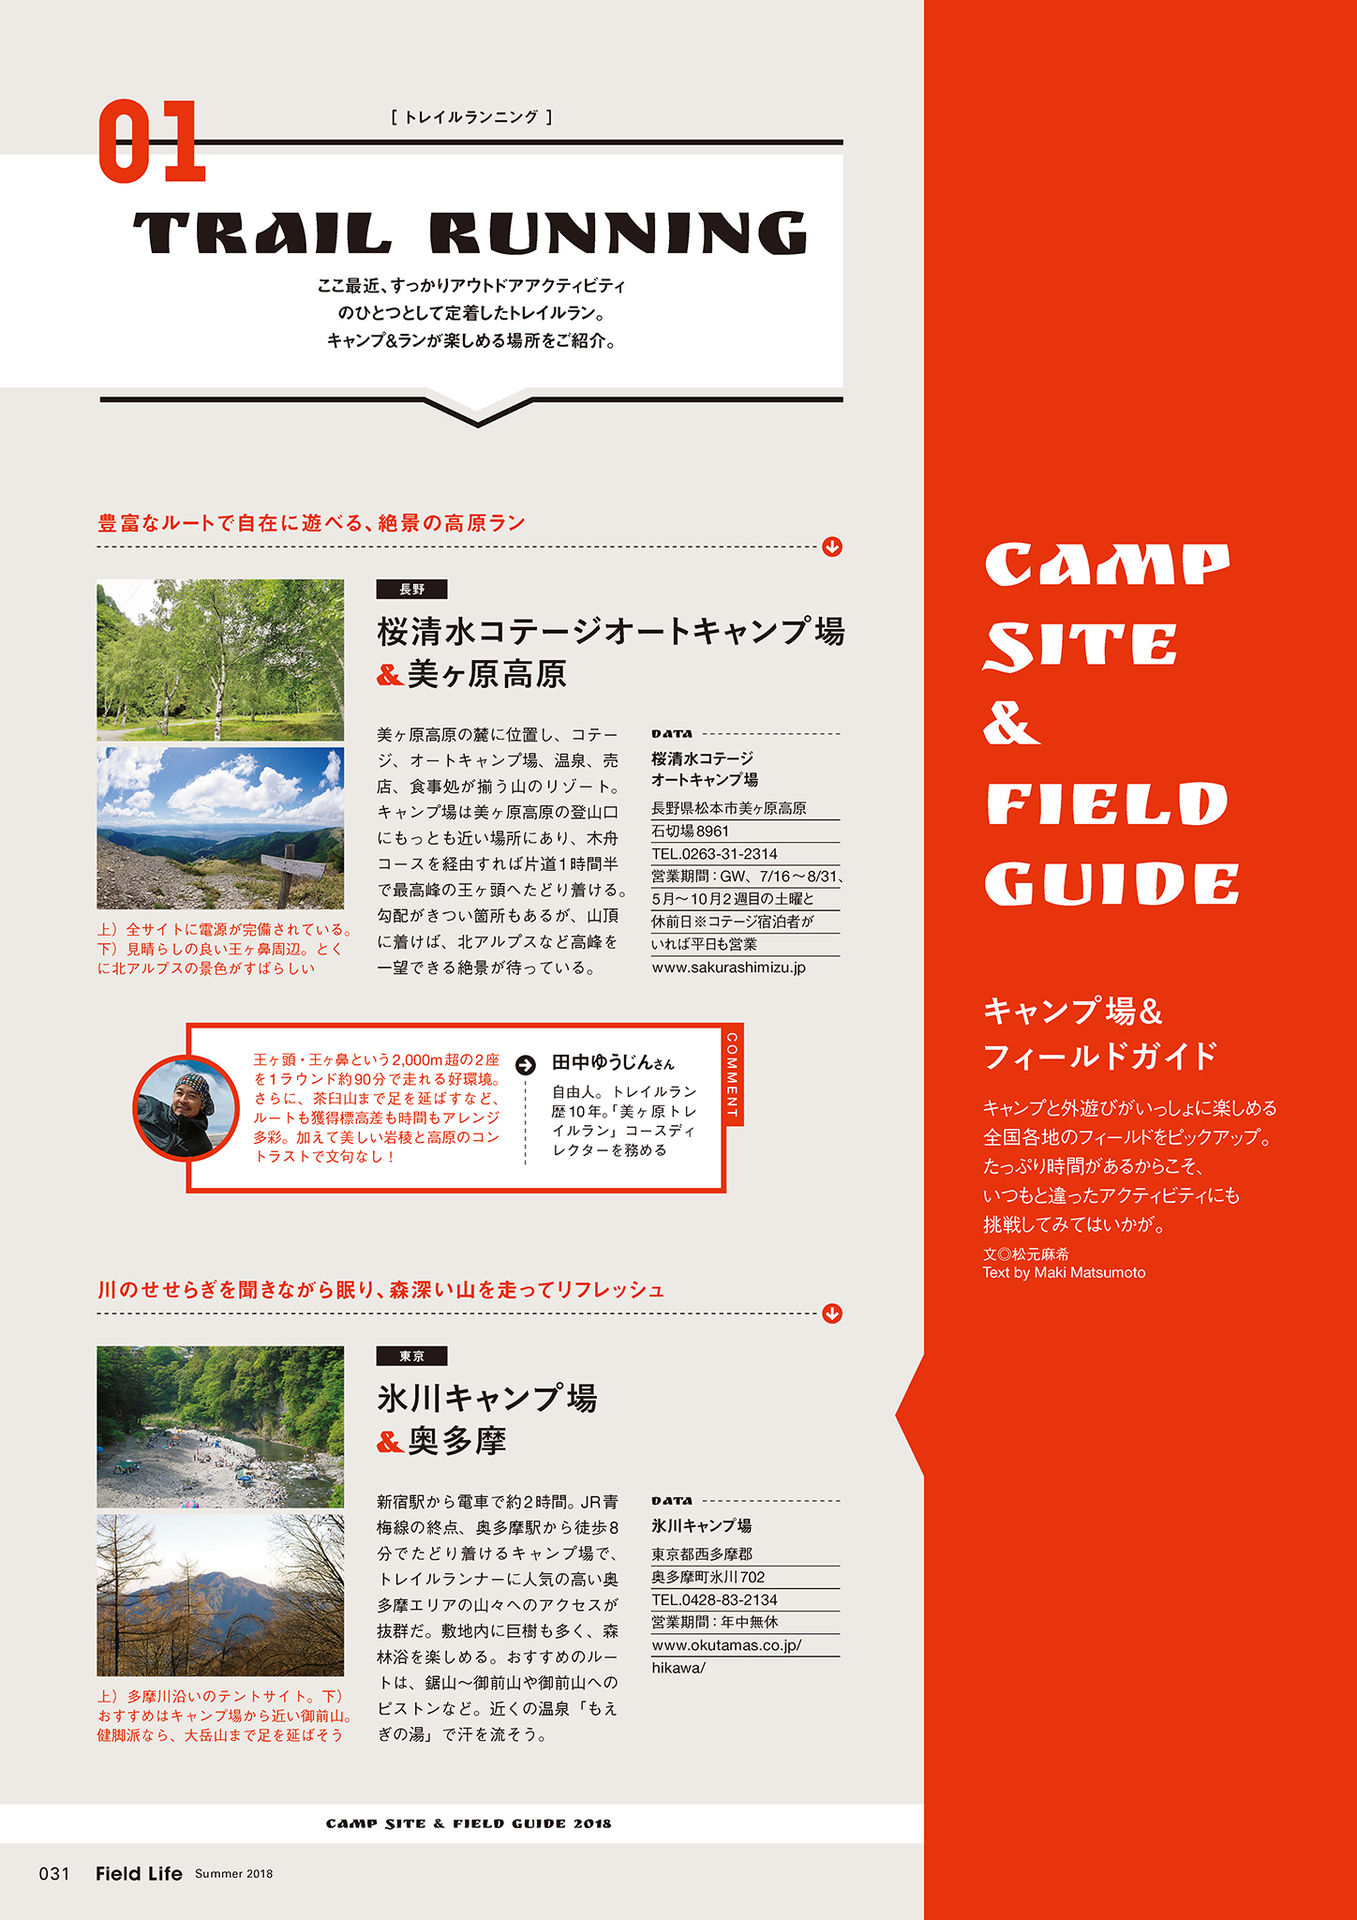 01
[ トレイルランニング ]
TRAIL RUNNING
ここ最近、すっかりアウトドアアクティビティ
のひとつとして定着したトレイルラン。
キャンプ&ランが楽しめる場所をご紹介。
豊富なルートで自在に遊べる、絶景の高原ラン
長野
桜清水コテージオートキャンプ場
&美ヶ原高原
美ヶ原高原の麓に位置し、コテー
ジ、オートキャンプ場、温泉、売
店、食事処が揃う山のリゾート。
キャンプ場は美ヶ原高原の登山口
にもっとも近い場所にあり、木舟
コースを経由すれば片道1時間半
で最高峰の王ヶ頭へたどり着ける。
勾配がきつい箇所もあるが、山頂
に着けば、北アルプスなど高峰を
一望できる絶景が待っている。
DATA
桜清水コテージ
オートキャンプ場
長野県松本市美ヶ原高原
石切場8961
TEL.0263-31-2314
営業期間：GW、7/16〜8/31、
5月〜10月2週目の土曜と
休前日※コテージ宿泊者が
いれば平日も営業
www.sakurashimizu.jp
上）全サイトに電源が完備されている。
下）見晴らしの良い王ヶ鼻周辺。とく
に北アルプスの景色がすばらしい
王ヶ頭・王ヶ鼻という2,000m超の2座
を1ラウンド約90分で走れる好環境。
さらに、茶臼山まで足を延ばすなど、
ルートも獲得標高差も時間もアレンジ
多彩。加えて美しい岩稜と高原のコン
トラストで文句なし！
田中ゆうじんさん
自由人。トレイルラン
歴10年。「美ヶ原トレ
イルラン」コースディ
レクターを務める
COMMENT
川のせせらぎを聞きながら眠り、森深い山を走ってリフレッシュ
東京
氷川キャンプ場
&奥多摩
新宿駅から電車で約2時間。JR青
梅線の終点、奥多摩駅から徒歩8
分でたどり着けるキャンプ場で、
トレイルランナーに人気の高い奥
多摩エリアの山々へのアクセスが
抜群だ。敷地内に巨樹も多く、森
林浴を楽しめる。おすすめのルー
トは、鋸山〜御前山や御前山への
ピストンなど。近くの温泉「もえ
ぎの湯」で汗を流そう。
DATA
氷川キャンプ場
東京都西多摩郡
奥多摩町氷川702
TEL.0428-83-2134
営業期間：年中無休
www.okutamas.co.jp/
hikawa/
上）多摩川沿いのテントサイト。下）
おすすめはキャンプ場から近い御前山。
健脚派なら、大岳山まで足を延ばそう
CAMP SITE & FIELD GUIDE 2018
031 Field Life Summer 2018
CAMP
SITE
&
FIELD
GUIDE
キャンプ場&
フィールドガイド
キャンプと外遊びがいっしょに楽しめる
全国各地のフィールドをピックアップ。
たっぷり時間があるからこそ、
いつもと違ったアクティビティにも
挑戦してみてはいかが。
文◎松元麻希
Text by Maki Matsumoto